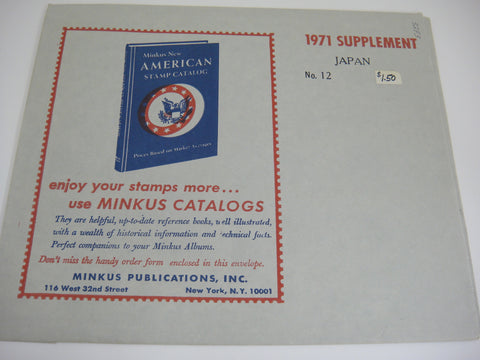 1971 SUPPLEMENT
JAPAN
No. 12
$1.50
Minkus New
AMERICAN
STAMP CATALOG
Prices Based on Minkus Averages
enjoy your stamps more...
use MINKUS CATALOGS
They are helpful, up-to-date reference books, well illustrated,
with a wealth of historical information and technical facts.
Perfect companions to your Minkus Albums.
Don't miss the handy order form enclosed in this envelope.
MINKUS PUBLICATIONS, INC.
116 West 32nd Street New York, N.Y. 10001